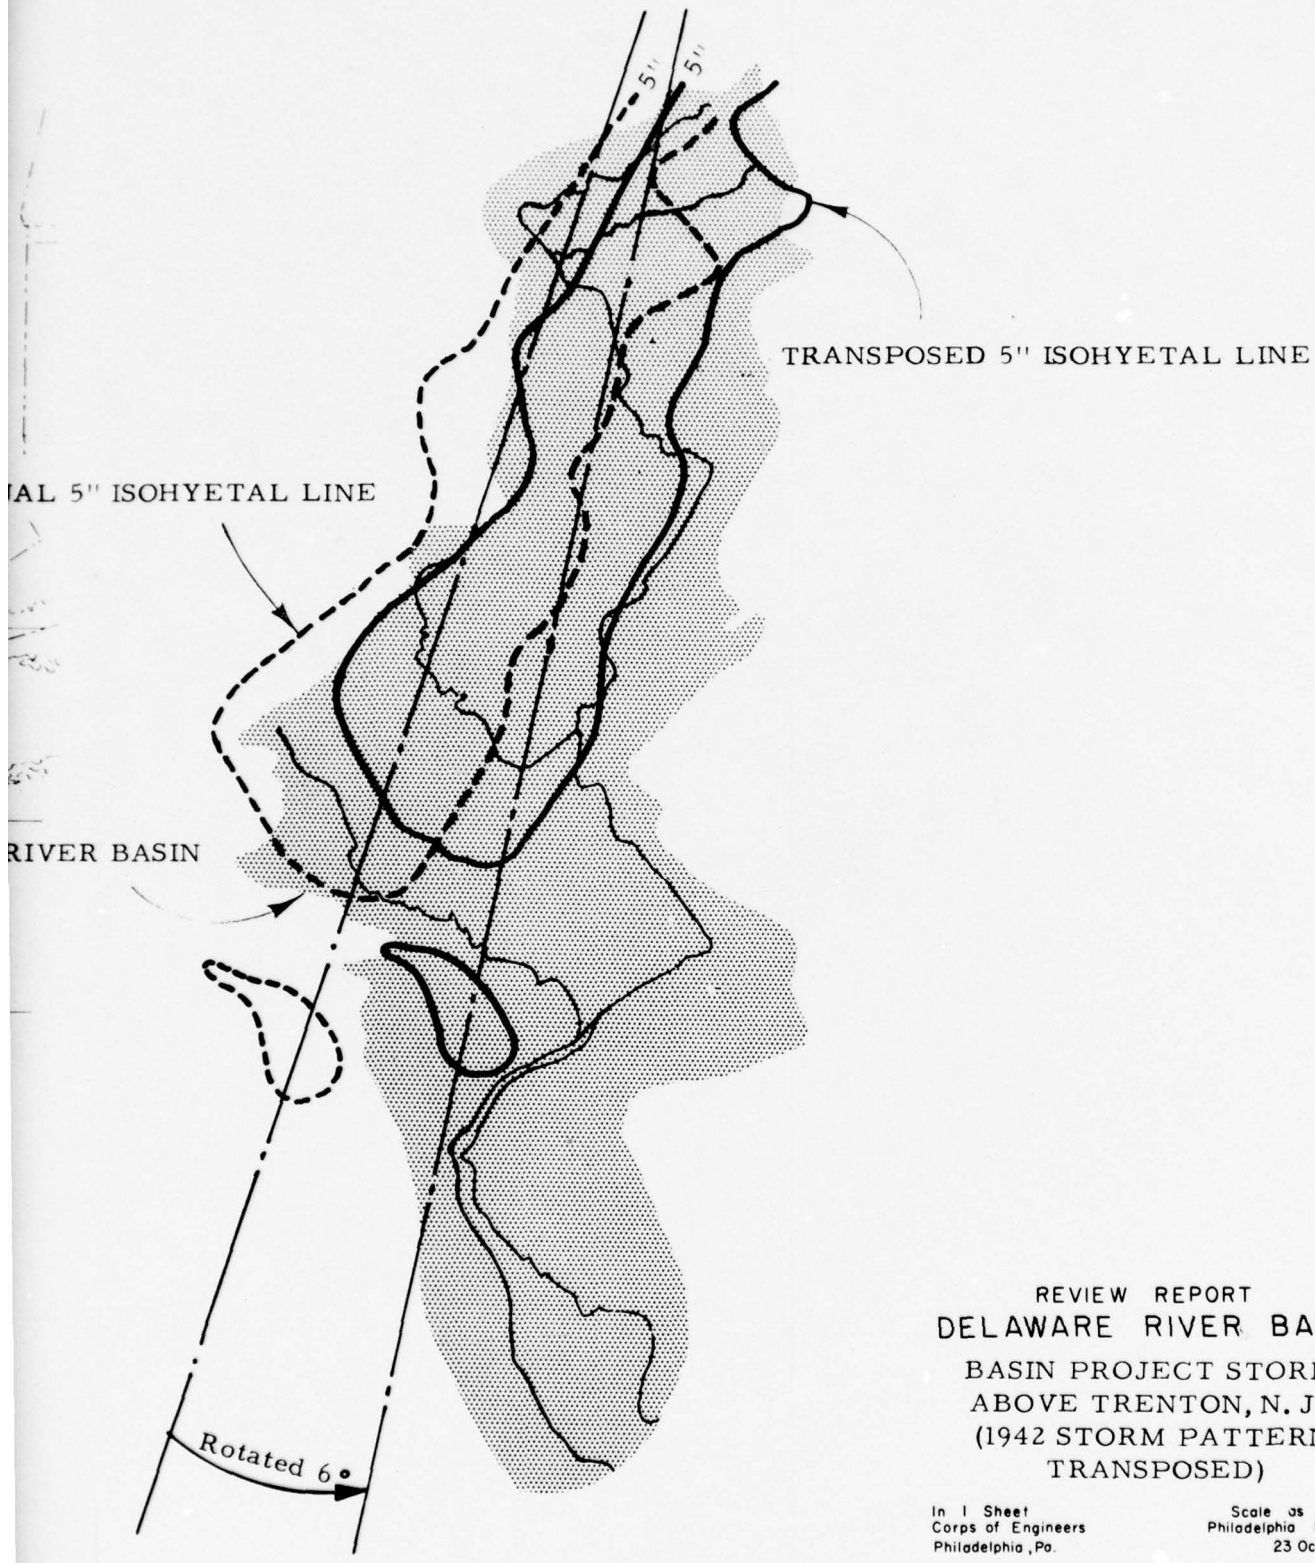 5"
5"
TRANSPOSED 5" ISOHYETAL LINE
AL 5" ISOHYETAL LINE
RIVER BASIN
Rotated 6°
REVIEW REPORT
DELAWARE RIVER BA
BASIN PROJECT STOR
ABOVE TRENTON, N. J
(1942 STORM PATTER
TRANSPOSED)
In 1 Sheet
Scale as
Corps of Engineers
Philadelphia
Philadelphia, Pa.
23 Oc